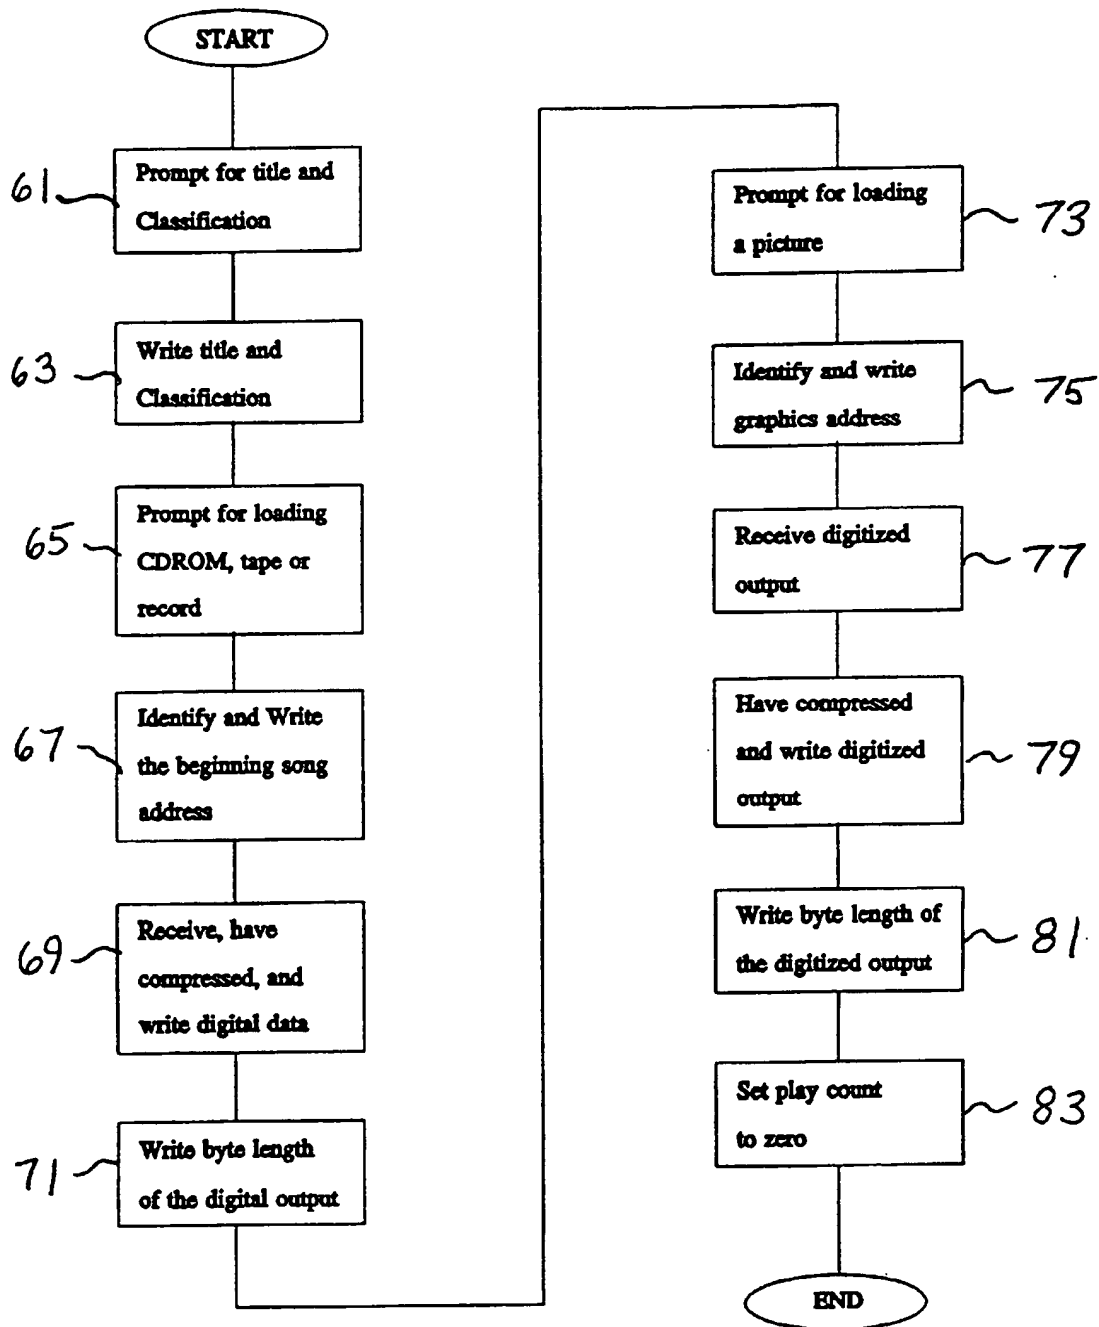 START
61
Prompt for title and
Classification
63
Write title and
Classification
65
Prompt for loading
CDROM, tape or
record
67
Identify and Write
the beginning song
address
69
Receive, have
compressed, and
write digital data
71
Write byte length
of the digital output
Prompt for loading
a picture
73
Identify and write
graphics address
75
Receive digitized
output
77
Have compressed
and write digitized
output
79
Write byte length of
the digitized output
81
Set play count
to zero
83
END